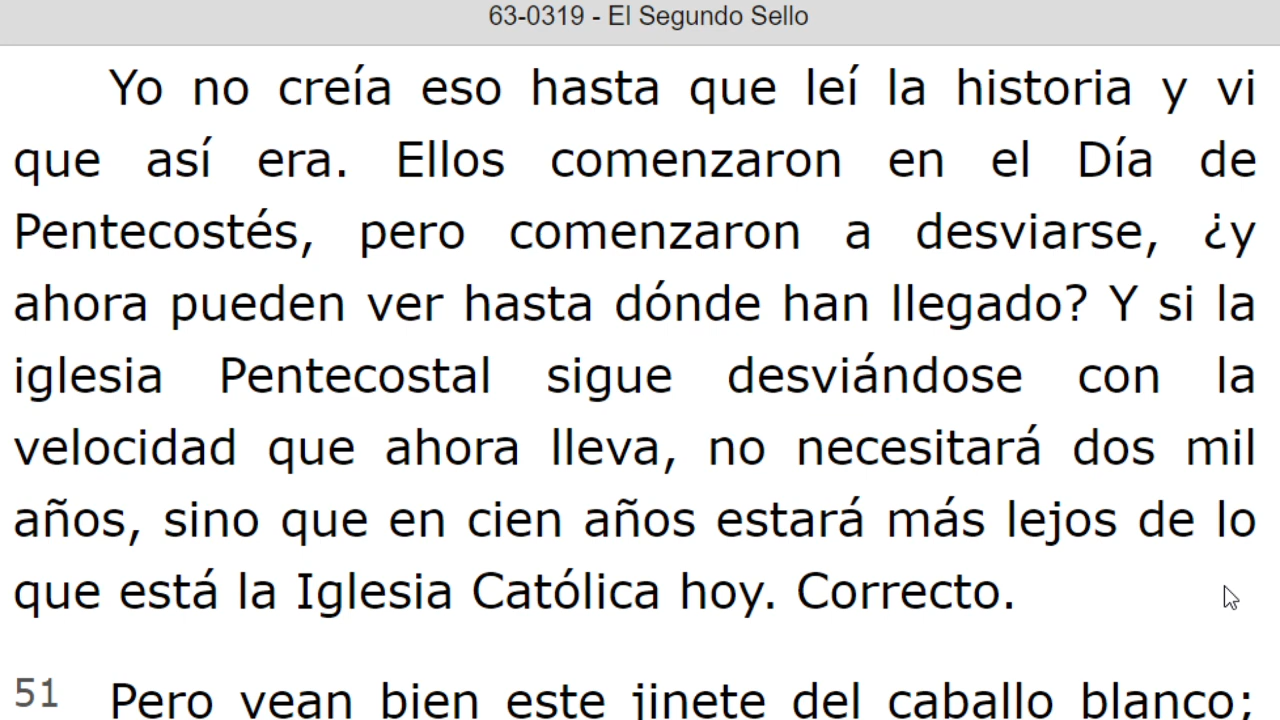 63-0319 - El Segundo Sello
Yo no creía eso hasta que leí la historia y vi
que así era. Ellos comenzaron en el Día de
Pentecostés, pero comenzaron a desviarse, ¿y
ahora pueden ver hasta dónde han llegado? Y si la
iglesia Pentecostal sigue desviándose con la
velocidad que ahora lleva, no necesitará dos mil
años, sino que en cien años estará más lejos de lo
que está la Iglesia Católica hoy. Correcto.
51 Pero vean bien este jinete del caballo blanco;